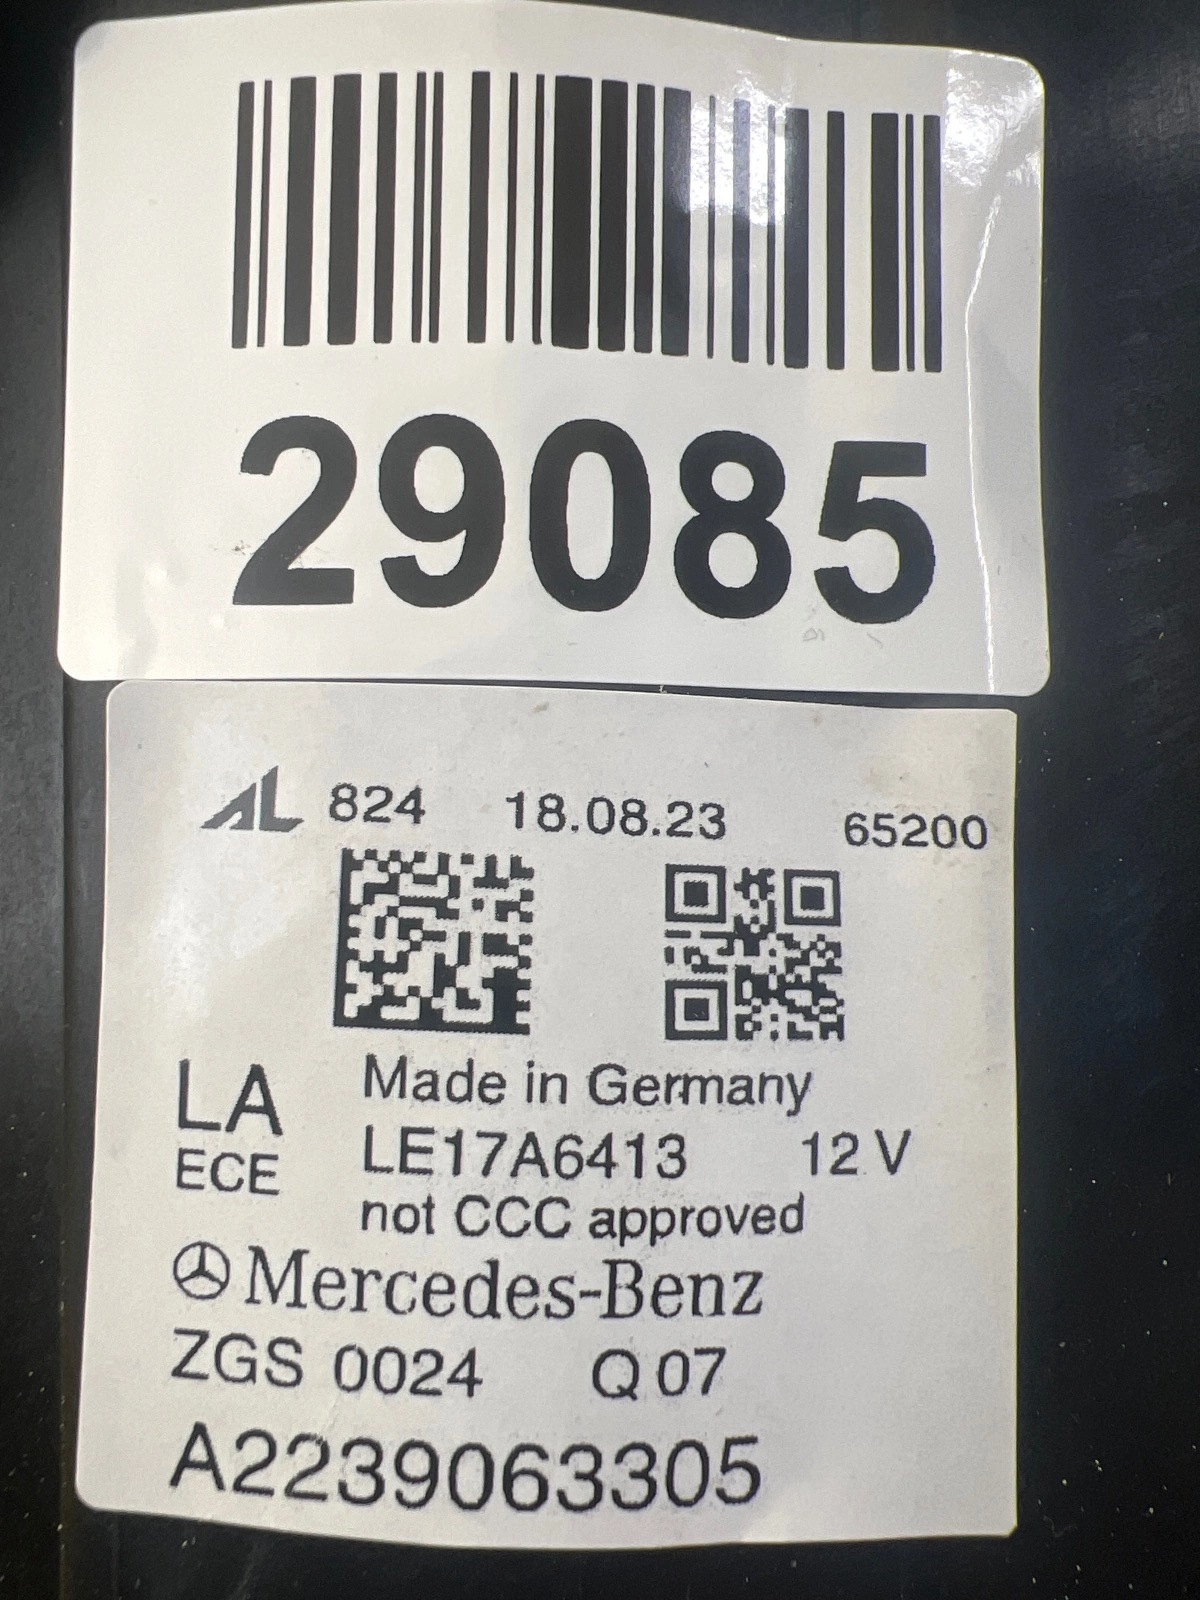 29085
AL 824 18.08.23 65200
LA Made in Germany
ECE LE17A6413 12 V
not CCC approved
Mercedes-Benz
ZGS 0024 Q 07
A2239063305